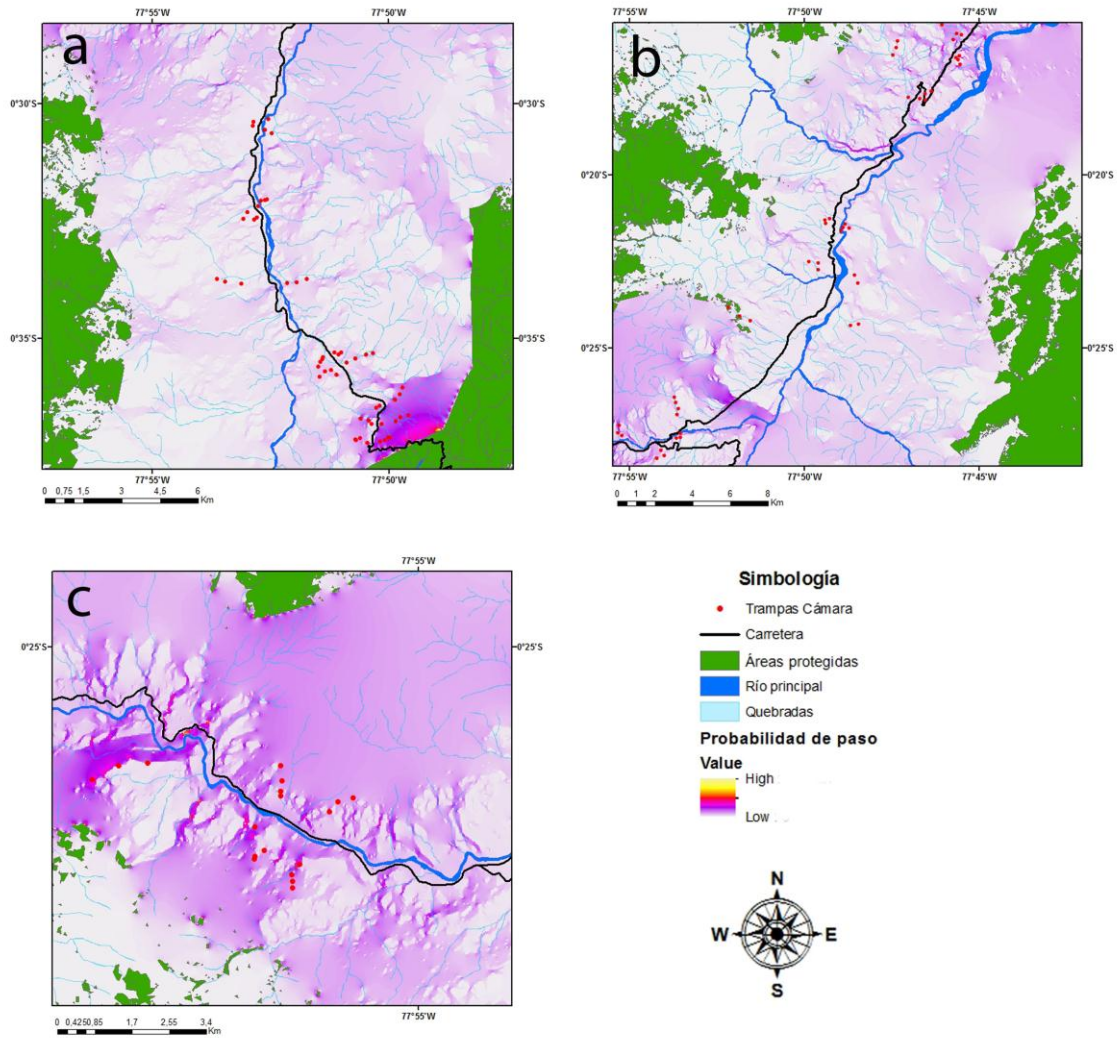 77°55'W 77°50'W
a
0°30'S 0°30'S
0°35'S 0°35'S
77°55'W 77°50'W
0 0,75 1,5 3 4,5 6
Km
77°55'W 77°50'W 77°45'W
b
0°20'S 0°20'S
0°25'S 0°25'S
77°55'W 77°50'W 77°45'W
0 1 2 4 6 8
Km
77°55'W
c
0°25'S 0°25'S
77°55'W
0 0,4250,85 1,7 2,55 3,4
Km
Simbología
Trampas Cámara
Carretera
Áreas protegidas
Río principal
Quebradas
Probabilidad de paso
Value
High
Low
N
W E
S